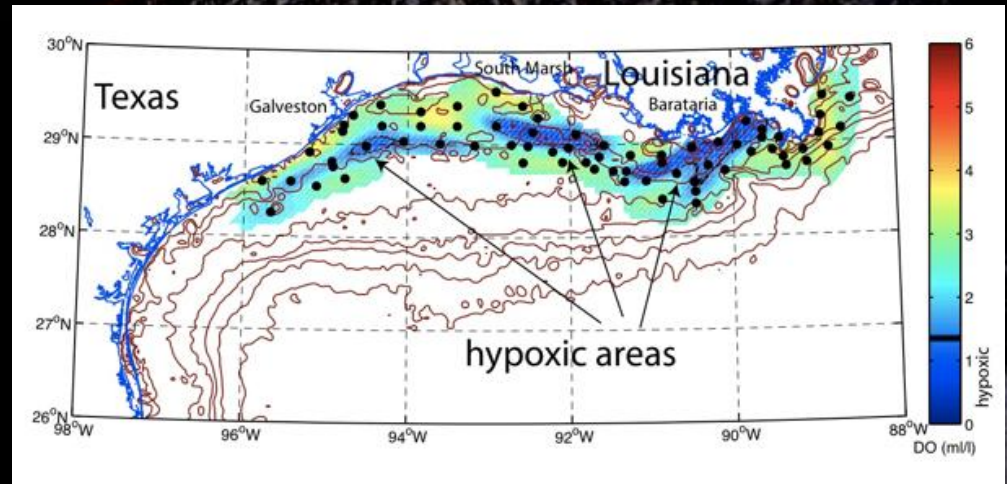 30°N
29°N
28°N
27°N
26°N
98°W
96°W
94°W
92°W
90°W
88°W
Texas
Galveston
South Marsh
Louisiana
Barataria
hypoxic areas
6
5
4
3
2
1
0
hypoxic
DO (ml/l)